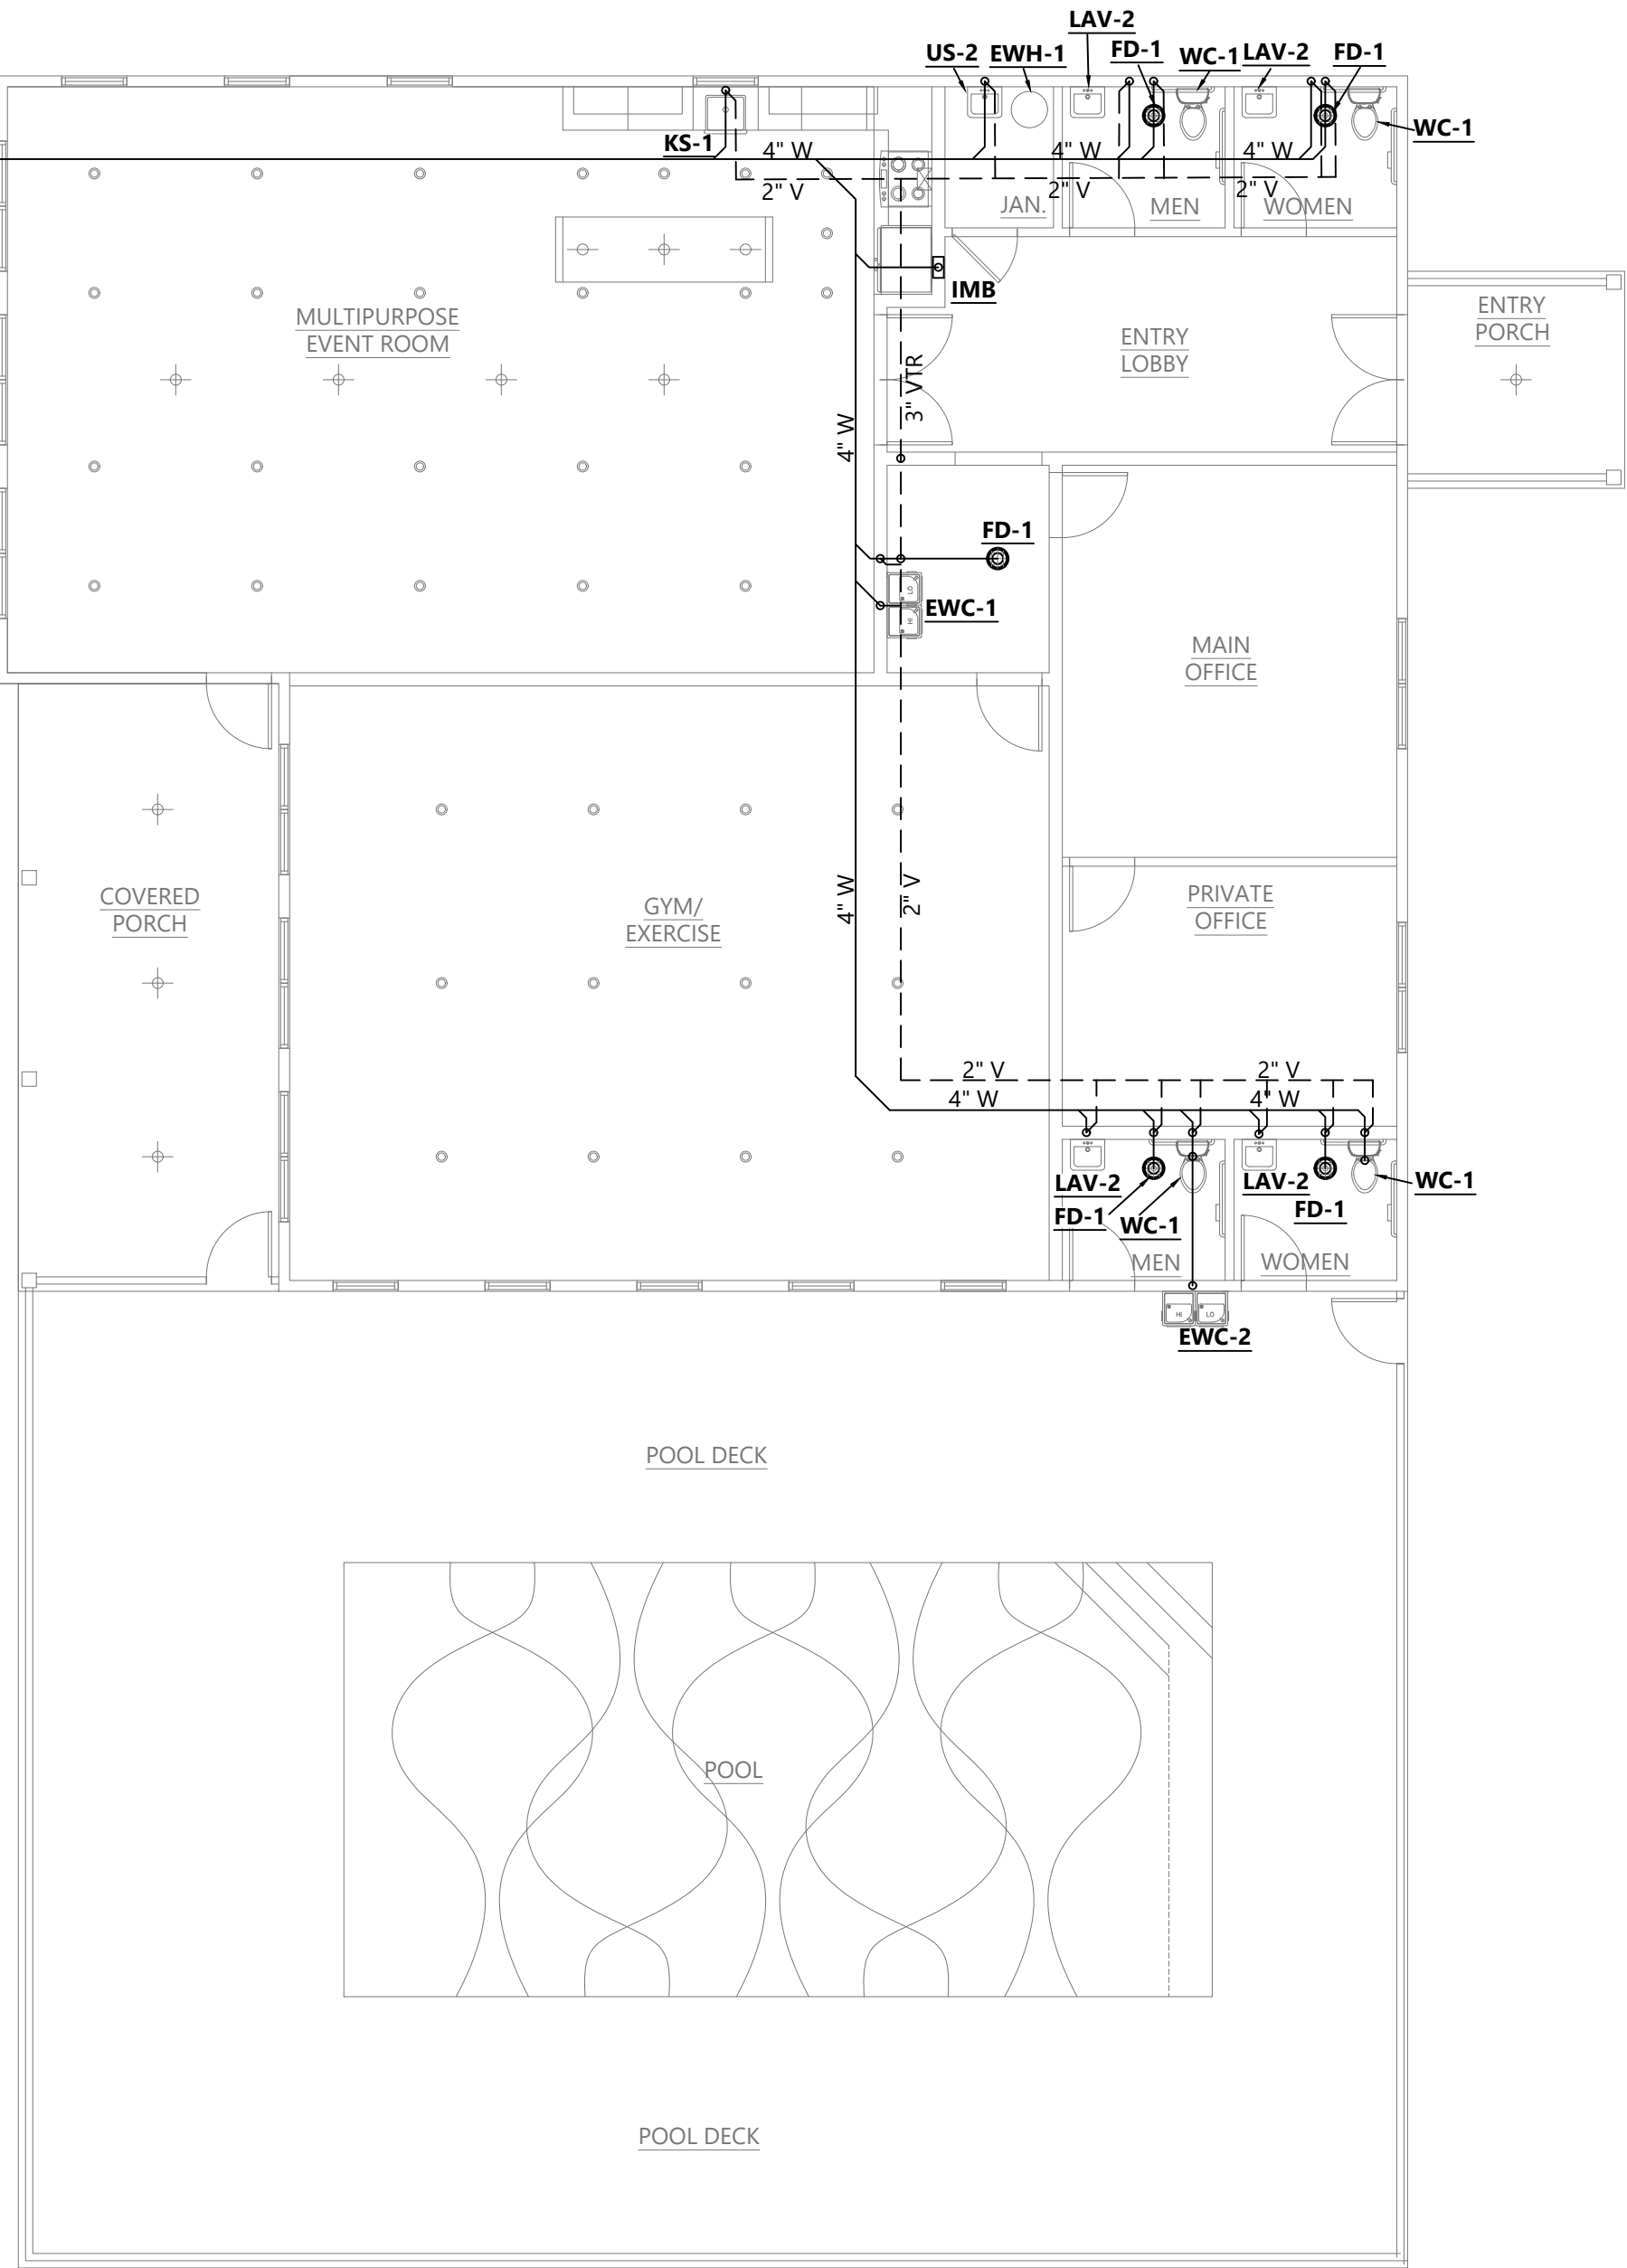 LAV-2
US-2 EWH-1 FD-1 WC-1 LAV-2 FD-1
WC-1
KS-1
4" W 4" W 4" W
2" V 2" V 2" V
JAN. MEN WOMEN
IMB
MULTIPURPOSE
EVENT ROOM
ENTRY
LOBBY
ENTRY
PORCH
3" VTR
4" W
FD-1
LO
HI
EWC-1
MAIN
OFFICE
COVERED
PORCH
GYM/
EXERCISE
4" W
2" V
PRIVATE
OFFICE
2" V 2" V
4" W 4" W
LAV-2 LAV-2 WC-1
FD-1 WC-1 FD-1
MEN WOMEN
HI LO
EWC-2
POOL DECK
POOL
POOL DECK